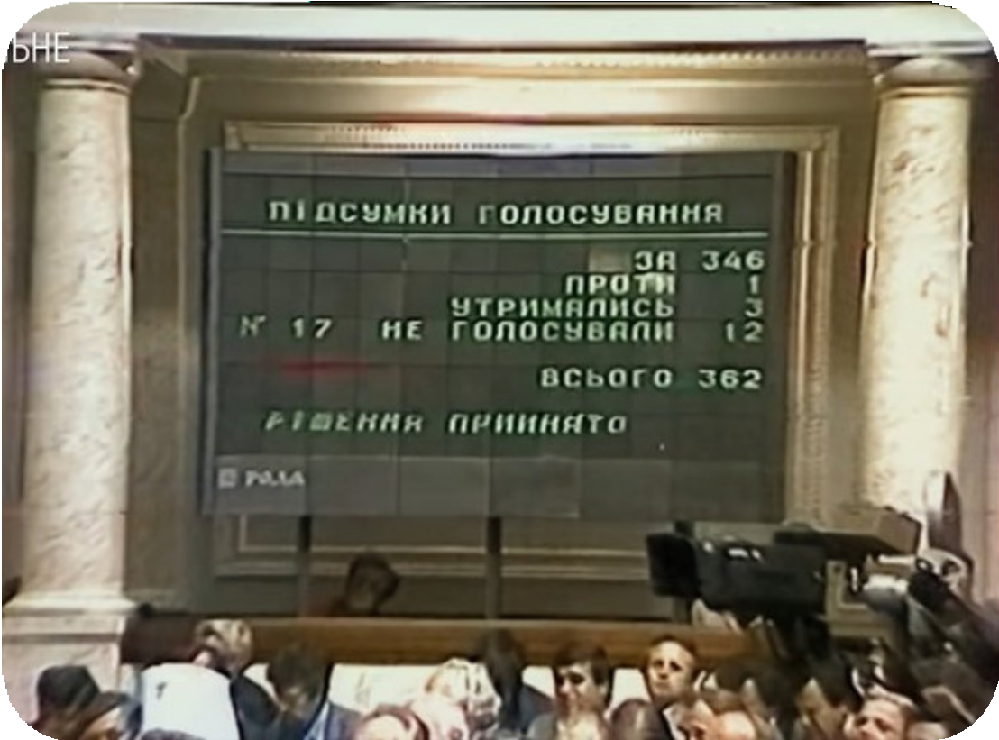 ЬНЕ
ПІДСУМКИ ГОЛОСУВАННЯ
ЗА 346
ПРОТИ 1
УТРИМАЛИСЬ 3
№ 17 НЕ ГОЛОСУВАЛИ 12
ВСЬОГО 362
РІШЕННЯ ПРИЙНЯТО
РАДА